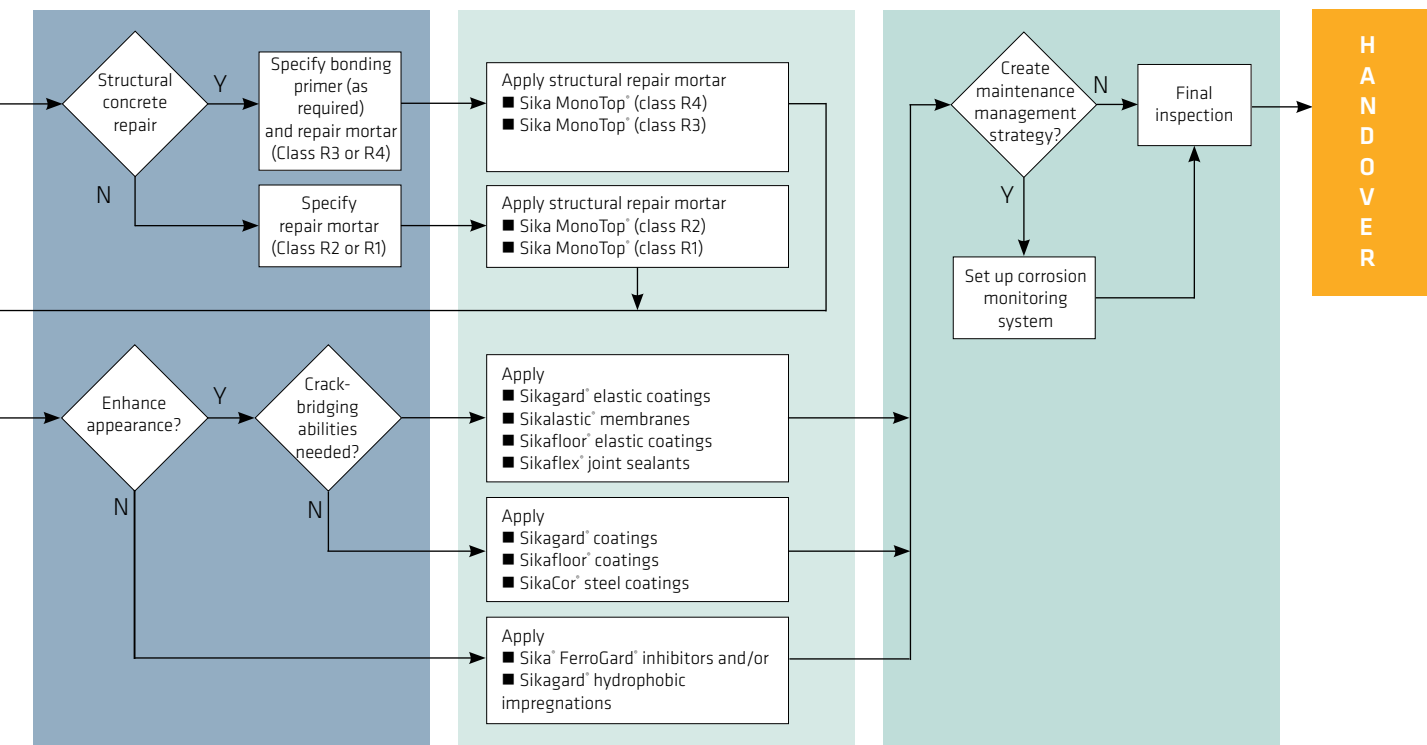 Structural
concrete
repair
Y
N
Specify bonding
primer (as
required)
and repair mortar
(Class R3 or R4)
Specify
repair mortar
(Class R2 or R1)
Apply structural repair mortar
■ Sika MonoTop® (class R4)
■ Sika MonoTop® (class R3)
Apply structural repair mortar
■ Sika MonoTop® (class R2)
■ Sika MonoTop® (class R1)
Enhance
appearance?
Y
N
Crack-
bridging
abilities
needed?
N
Apply
■ Sikagard® elastic coatings
■ Sikalastic® membranes
■ Sikafloor® elastic coatings
■ Sikaflex® joint sealants
Apply
■ Sikagard® coatings
■ Sikafloor® coatings
■ SikaCor® steel coatings
Apply
■ Sika® FerroGard® inhibitors and/or
■ Sikagard® hydrophobic
impregnations
Create
maintenance
management
strategy?
N
Y
Final
inspection
Set up corrosion
monitoring
system
H
A
N
D
O
V
E
R